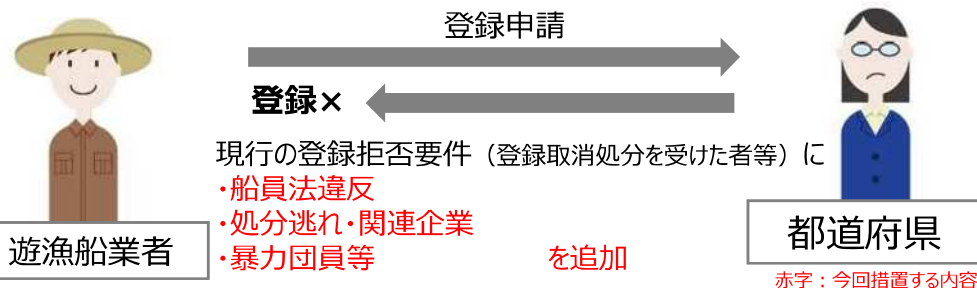 登録申請
登録×
現行の登録拒否要件（登録取消処分を受けた者等）に
・船員法違反
・処分逃れ・関連企業
・暴力団員等 を追加
遊漁船業者
都道府県
赤字：今回措置する内容